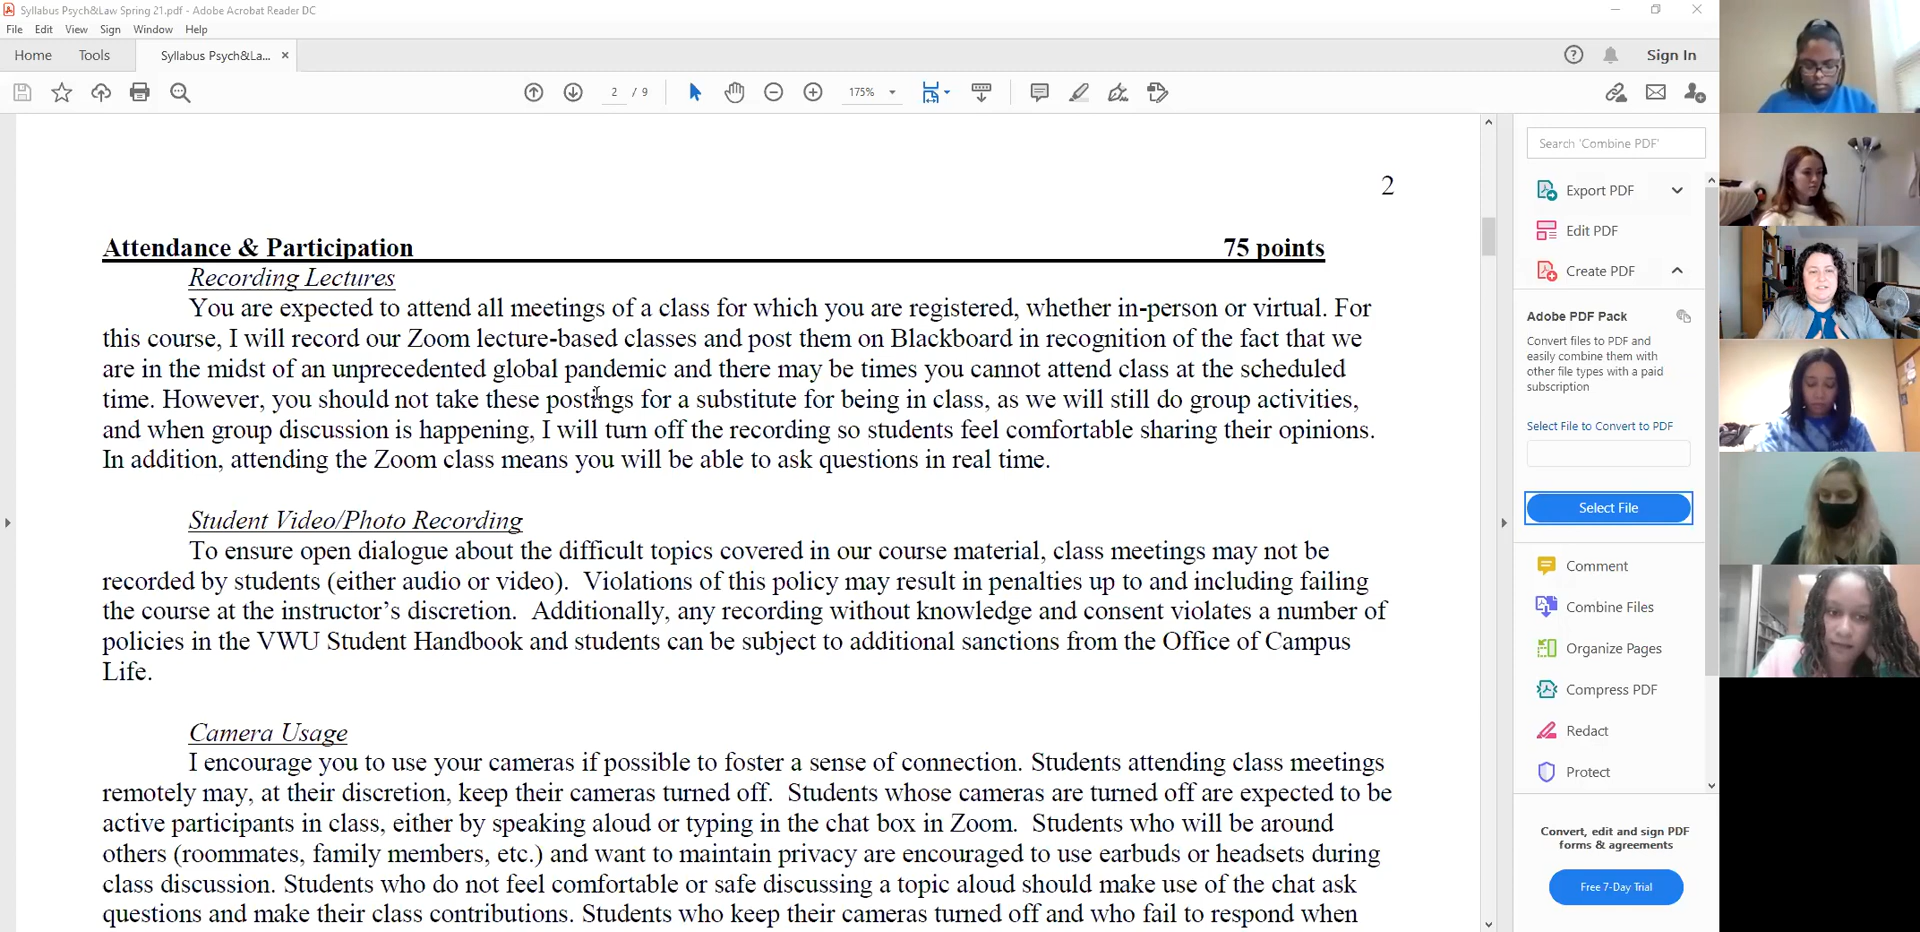 Syllabus Psych&Law Spring 21.pdf - Adobe Acrobat Reader DC
File Edit View Sign Window Help
Home Tools Syllabus Psych&La... × Sign In
2 / 9 175%
2
Attendance & Participation 75 points
Recording Lectures
You are expected to attend all meetings of a class for which you are registered, whether in-person or virtual. For
this course, I will record our Zoom lecture-based classes and post them on Blackboard in recognition of the fact that we
are in the midst of an unprecedented global pandemic and there may be times you cannot attend class at the scheduled
time. However, you should not take these postings for a substitute for being in class, as we will still do group activities,
and when group discussion is happening, I will turn off the recording so students feel comfortable sharing their opinions.
In addition, attending the Zoom class means you will be able to ask questions in real time.
Student Video/Photo Recording
To ensure open dialogue about the difficult topics covered in our course material, class meetings may not be
recorded by students (either audio or video). Violations of this policy may result in penalties up to and including failing
the course at the instructor's discretion. Additionally, any recording without knowledge and consent violates a number of
policies in the VWU Student Handbook and students can be subject to additional sanctions from the Office of Campus
Life.
Camera Usage
I encourage you to use your cameras if possible to foster a sense of connection. Students attending class meetings
remotely may, at their discretion, keep their cameras turned off. Students whose cameras are turned off are expected to be
active participants in class, either by speaking aloud or typing in the chat box in Zoom. Students who will be around
others (roommates, family members, etc.) and want to maintain privacy are encouraged to use earbuds or headsets during
class discussion. Students who do not feel comfortable or safe discussing a topic aloud should make use of the chat ask
questions and make their class contributions. Students who keep their cameras turned off and who fail to respond when
Search 'Combine PDF'
Export PDF
Edit PDF
Create PDF
Adobe PDF Pack
Convert files to PDF and
easily combine them with
other file types with a paid
subscription
Select File to Convert to PDF
Select File
Comment
Combine Files
Organize Pages
Compress PDF
Redact
Protect
Convert, edit and sign PDF
forms & agreements
Free 7-Day Trial